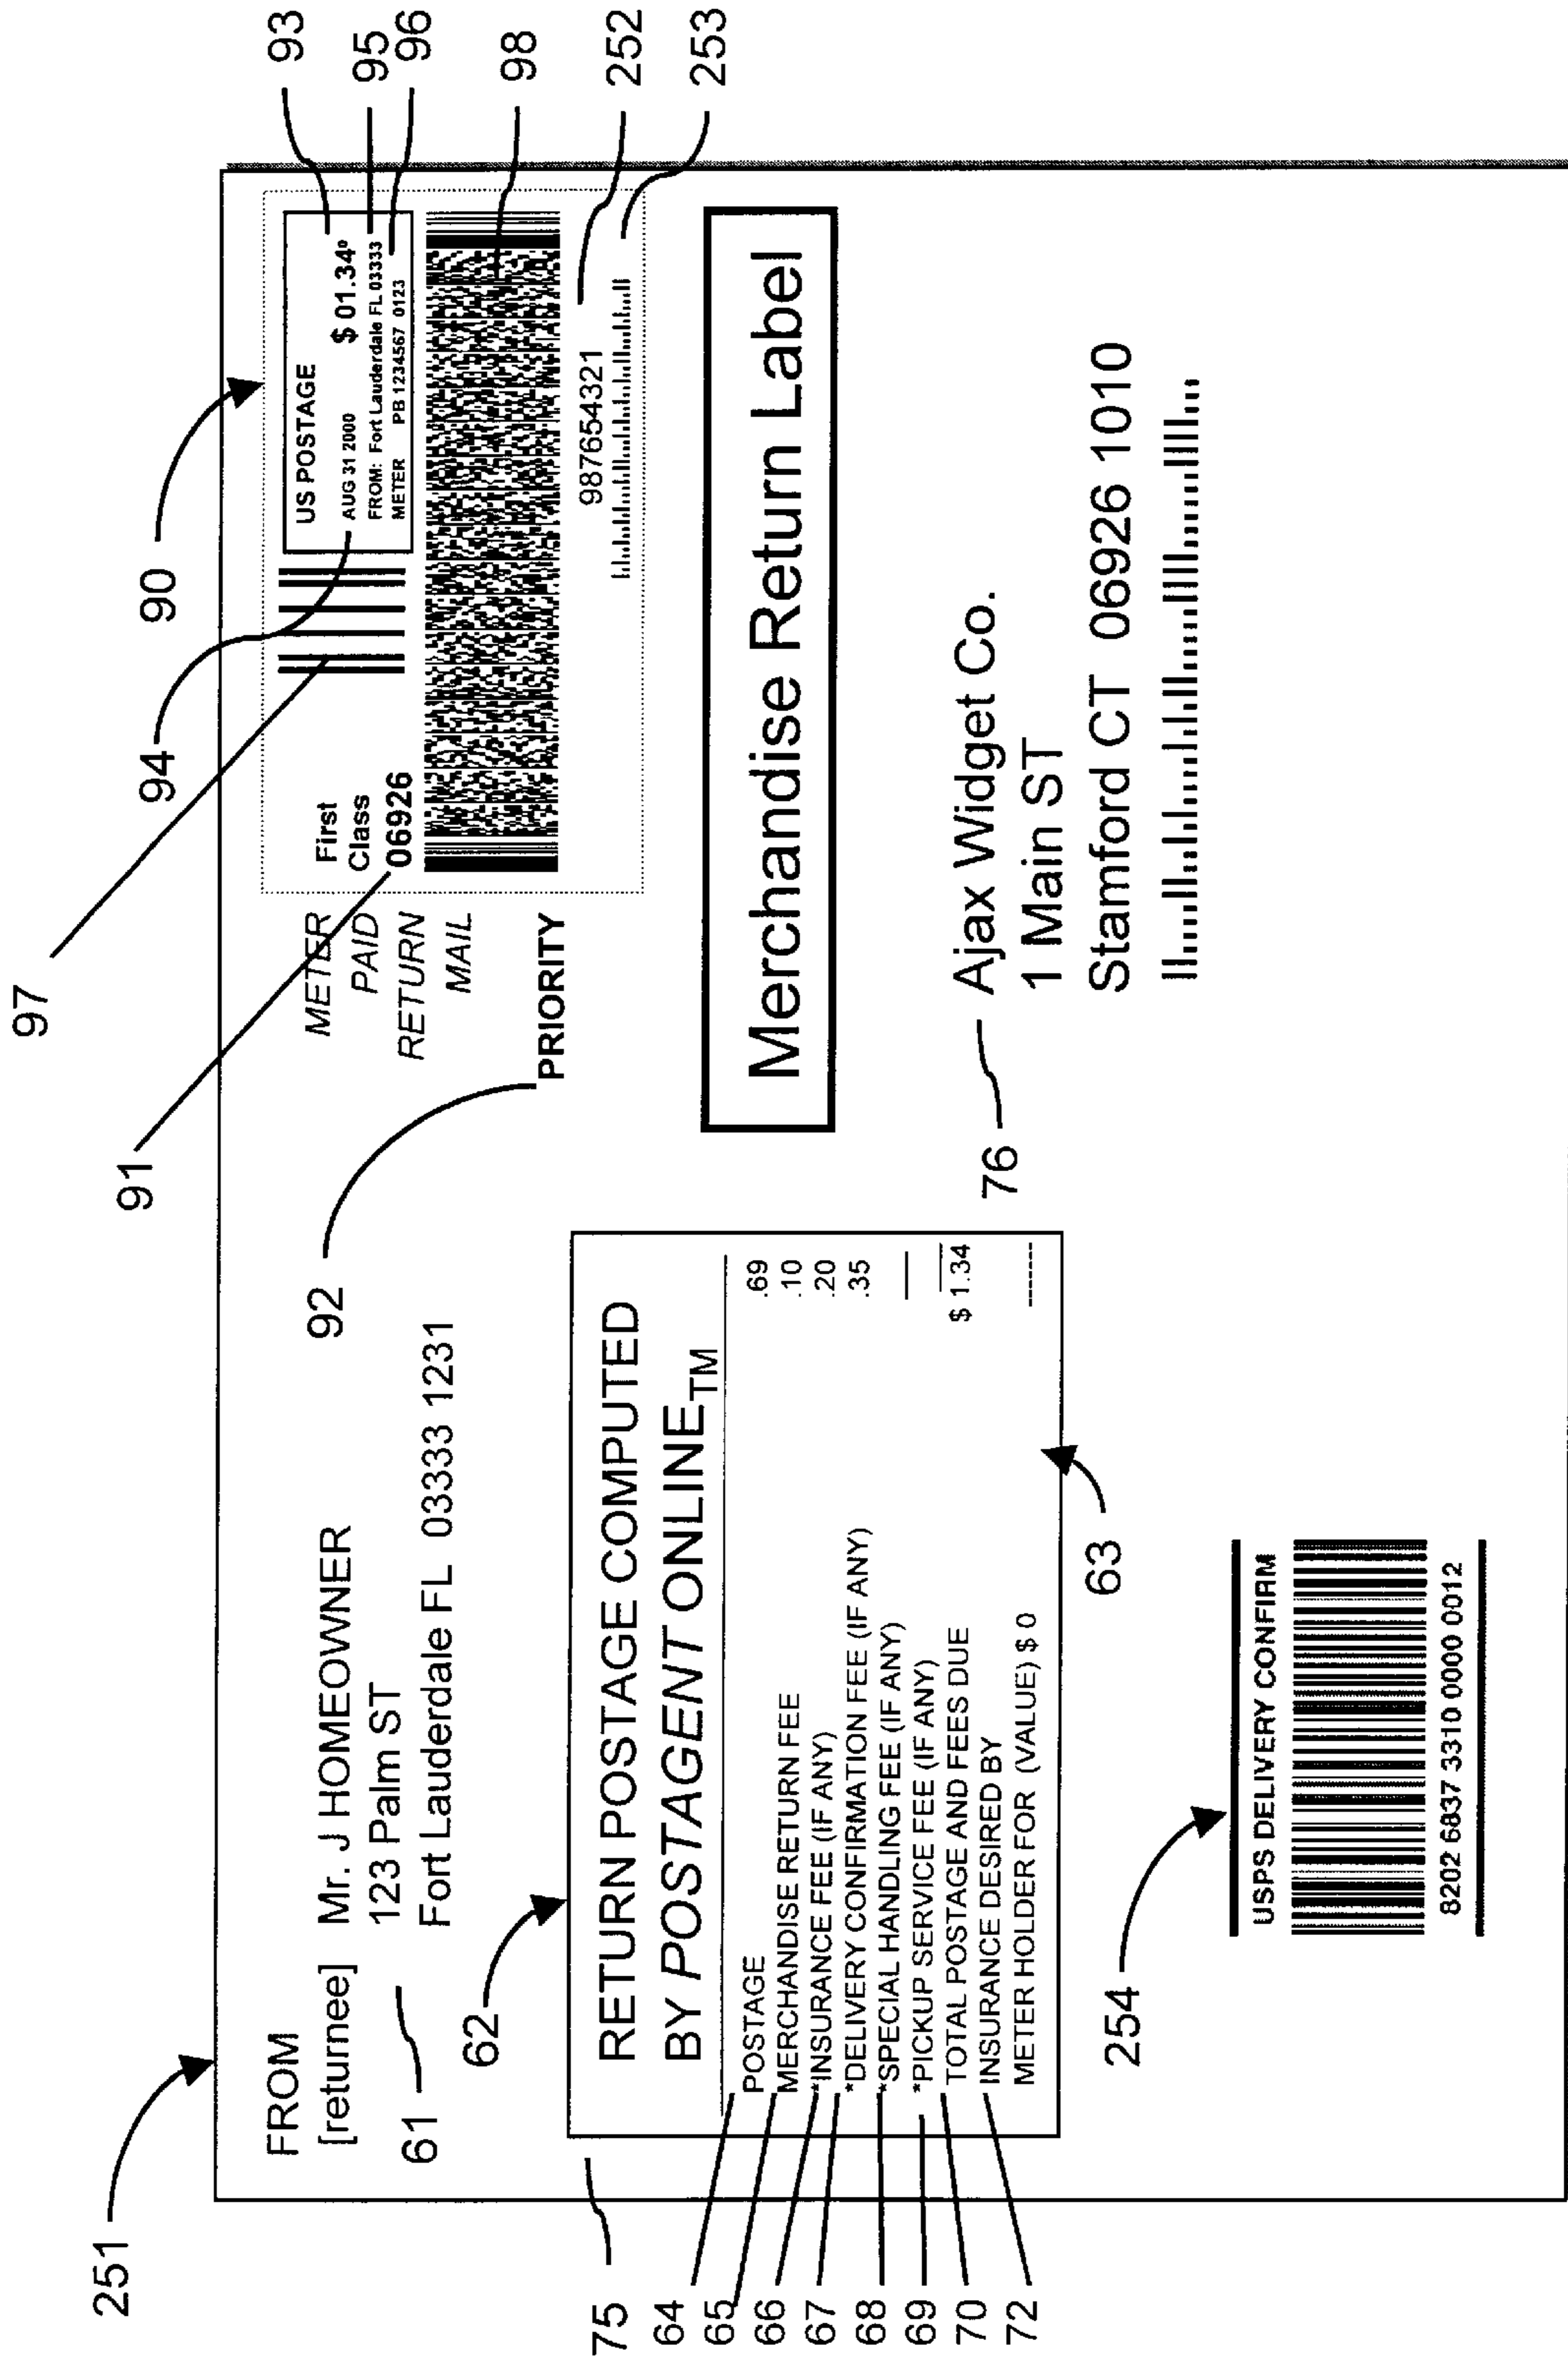 251
FROM
[returnee] Mr. J HOMEOWNER
123 Palm ST
Fort Lauderdale FL 03333 1231
61
62
75
RETURN POSTAGE COMPUTED
BY POSTAGENT ONLINE TM
64 POSTAGE .69
65 MERCHANDISE RETURN FEE .10
66 *INSURANCE FEE (IF ANY) .20
67 *DELIVERY CONFIRMATION FEE (IF ANY) .35
68 *SPECIAL HANDLING FEE (IF ANY)
69 *PICKUP SERVICE FEE (IF ANY)
70 TOTAL POSTAGE AND FEES DUE $ 1.34
72 INSURANCE DESIRED BY
METER HOLDER FOR (VALUE) $ 0
63
254
USPS DELIVERY CONFIRM
8202 6837 3310 0000 0012
97
91
92
94
90
METER
PAID
RETURN
MAIL
PRIORITY
First
Class
06926
US POSTAGE
AUG 31 2000 $ 01.34º
FROM: Fort Lauderdale FL 03333
METER PB 1234567 0123
987654321
93
95
96
98
252
253
Merchandise Return Label
76
Ajax Widget Co.
1 Main ST
Stamford CT 06926 1010